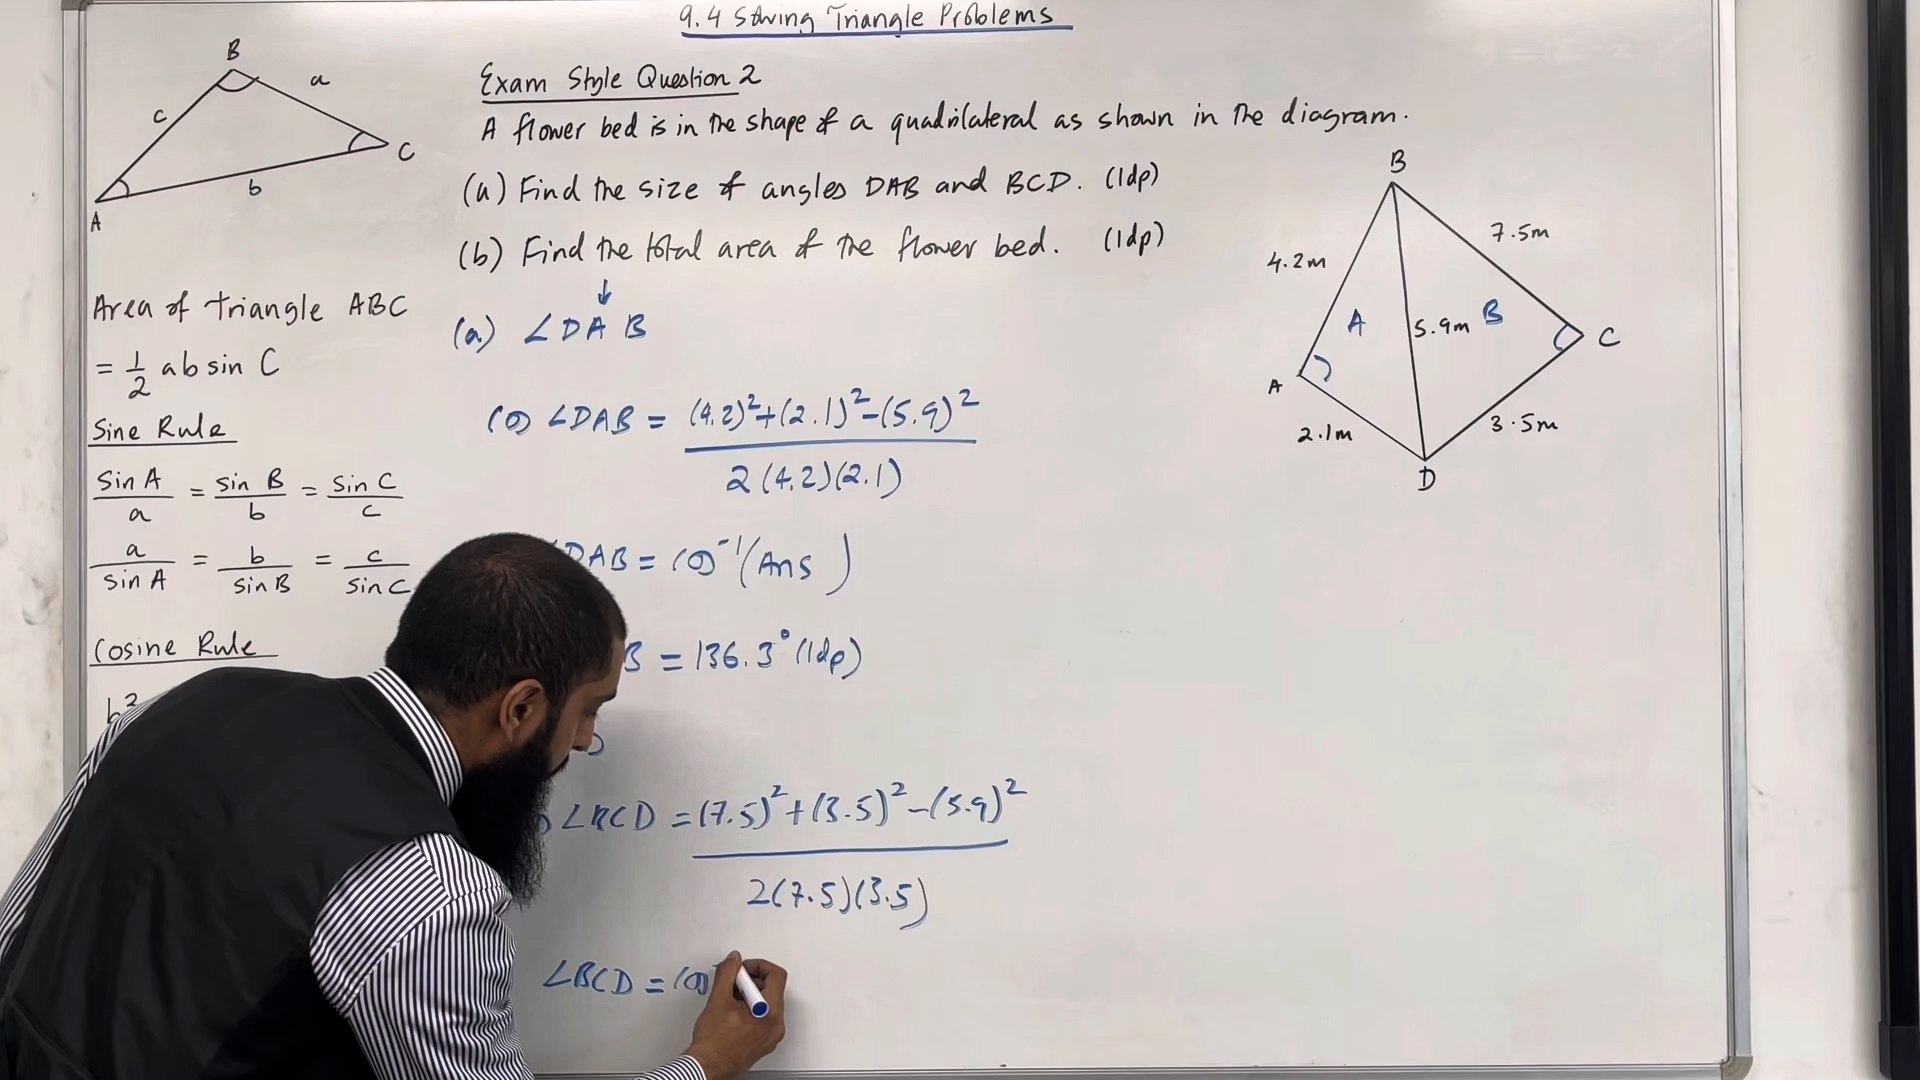 9.4 Solving Triangle Problems
B
a
c
C
b
A
Area of triangle ABC
= 1/2 ab sin C
Sine Rule
sin A / a = sin B / b = sin C / c
a / sin A = b / sin B = c / sin C
Cosine Rule
b²
Exam Style Question 2
A flower bed is in the shape of a quadrilateral as shown in the diagram.
(a) Find the size of angles DAB and BCD. (1dp)
(b) Find the total area of the flower bed. (1dp)
↓
(a) ∠DAB
cos ∠DAB = (4.2)²+(2.1)²-(5.9)² / 2(4.2)(2.1)
DAB = cos⁻¹(Ans)
B = 136.3° (1dp)
D
∠BCD = (7.5)²+(3.5)²-(5.9)² / 2(7.5)(3.5)
∠BCD = cos
B
7.5m
4.2m
A
5.9m
B
C
A
2.1m
3.5m
D